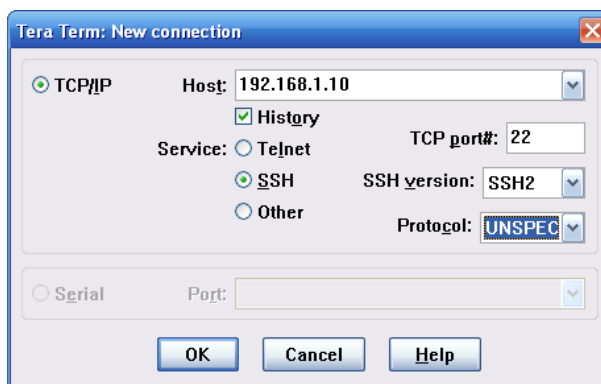 Tera Term: New connection
TCP/IP
Host: 192.168.1.10
History
Service: Telnet
TCP port#: 22
SSH
SSH version: SSH2
Other
Protocol: UNSPEC
Serial
Port:
OK Cancel Help